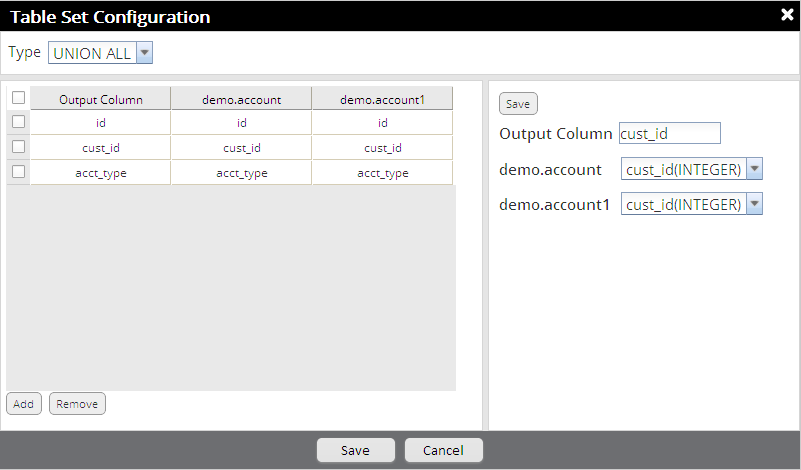 Table Set Configuration
Type UNION ALL
Output Column demo.account demo.account1
id id id
cust_id cust_id cust_id
acct_type acct_type acct_type
Add Remove
Save
Output Column cust_id
demo.account cust_id(INTEGER)
demo.account1 cust_id(INTEGER)
Save Cancel